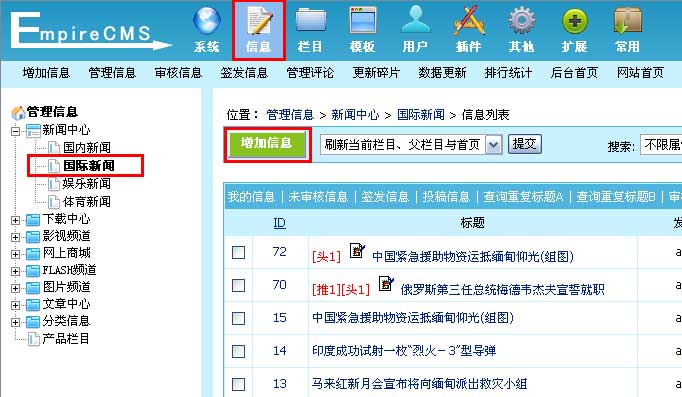 EmpireCMS
系统 信息 栏目 模板 用户 插件 其他 扩展 常用
增加信息 管理信息 审核信息 签发信息 管理评论 更新碎片 数据更新 排行统计 后台首页 网站首页
管理信息
新闻中心
国内新闻
国际新闻
娱乐新闻
体育新闻
下载中心
影视频道
网上商城
FLASH频道
图片频道
文章中心
分类信息
产品栏目
位置: 管理信息 > 新闻中心 > 国际新闻 > 信息列表
增加信息 刷新当前栏目、父栏目与首页 提交 搜索: 不限属
我的信息 | 未审核信息 | 签发信息 | 投稿信息 | 查询重复标题A | 查询重复标题B | 审
ID 标题 发
72 [头1] 中国紧急援助物资运抵缅甸仰光(组图) a
70 [推1][头1] 俄罗斯第三任总统梅德韦杰夫宣誓就职 a
15 中国紧急援助物资运抵缅甸仰光(组图) a
14 印度成功试射一枚"烈火-3"型导弹 a
13 马来红新月会宣布将向缅甸派出救灾小组 a